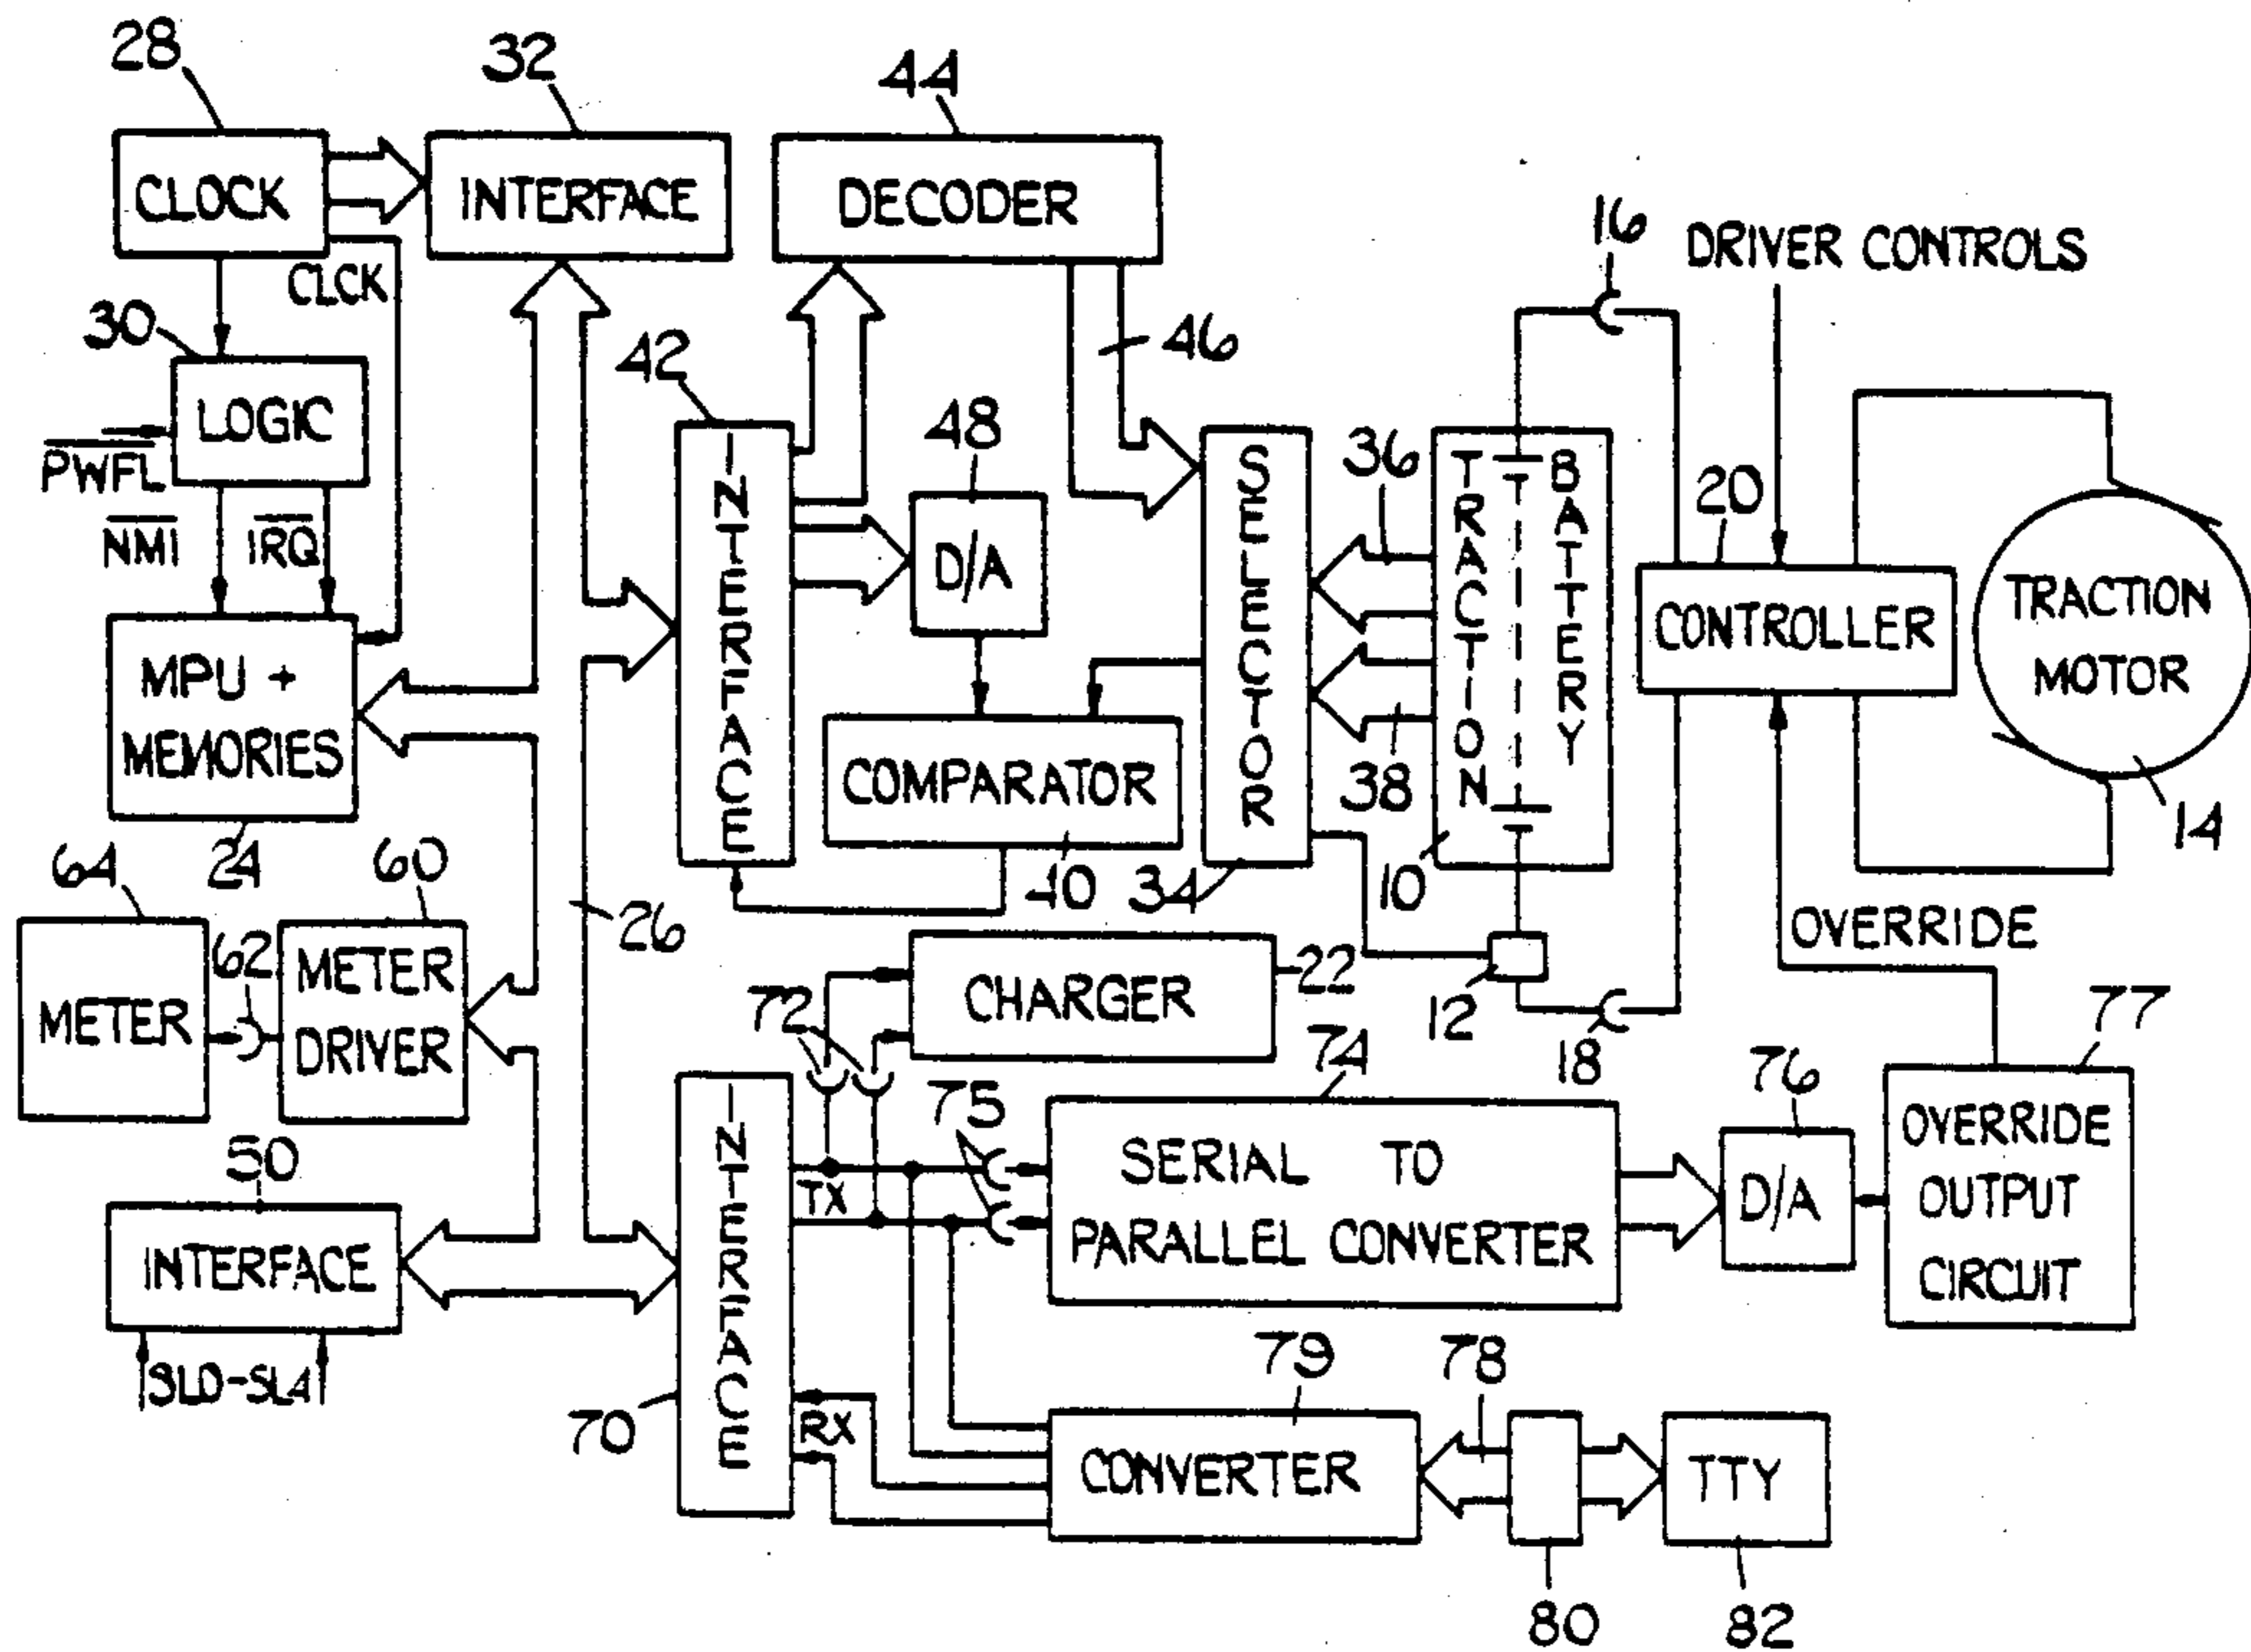 28
32
44
CLOCK
INTERFACE
DECODER
16
DRIVER CONTROLS
CLCK
30
42
46
LOGIC
48
36
PWFL
20
NMI
IRQ
INTERFACE
D/A
SELECTOR
TRACTION
BATTERY
CONTROLLER
TRACTION
MOTOR
MPU +
MEMORIES
COMPARATOR
38
14
24
64
60
40
34
10
26
OVERRIDE
62
METER
METER
DRIVER
CHARGER
22
72
12
18
77
74
75
76
50
INTERFACE
TX
SERIAL TO
PARALLEL CONVERTER
D/A
OVERRIDE
OUTPUT
CIRCUIT
INTERFACE
SL0-SL4
79
78
70
RX
CONVERTER
TTY
80
82